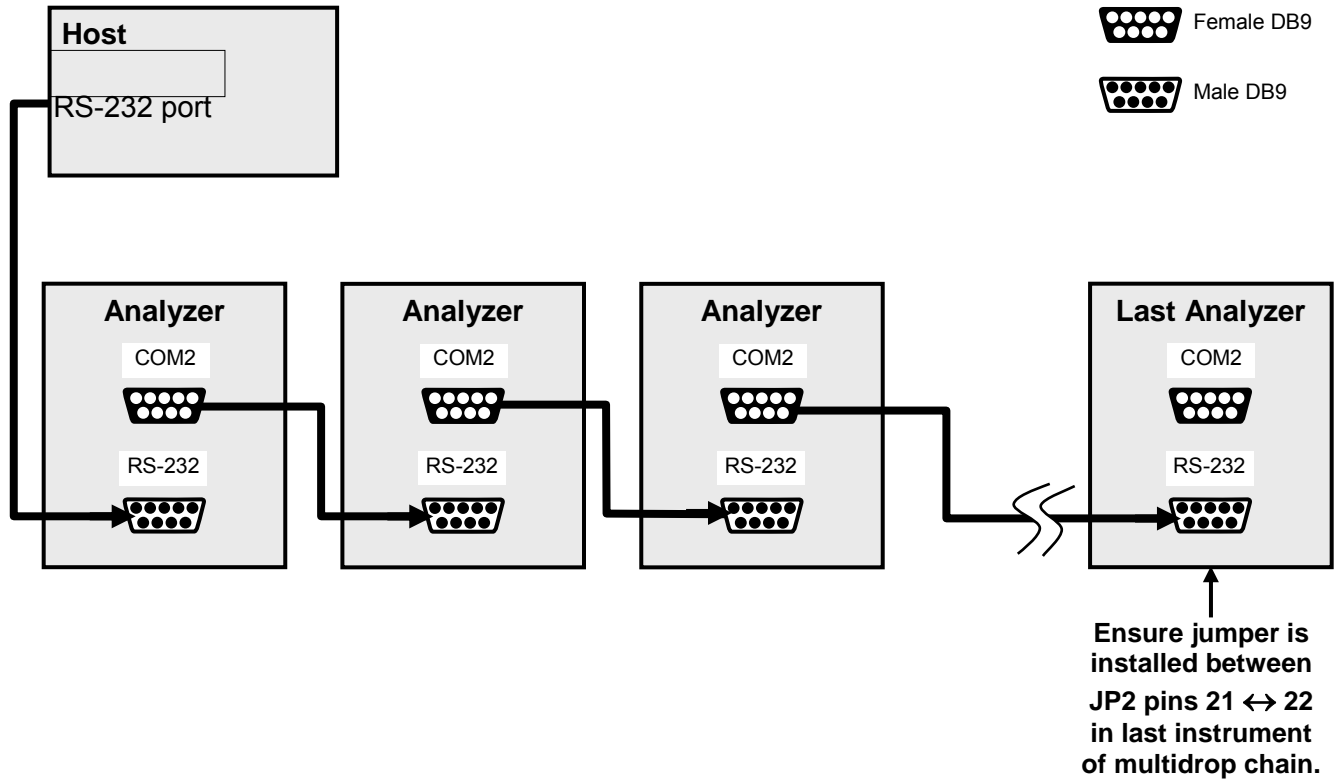 Host
RS-232 port
Female DB9
Male DB9
Analyzer
COM2
RS-232
Analyzer
COM2
RS-232
Analyzer
COM2
RS-232
Last Analyzer
COM2
RS-232
Ensure jumper is
installed between
JP2 pins 21 ↔ 22
in last instrument
of multidrop chain.